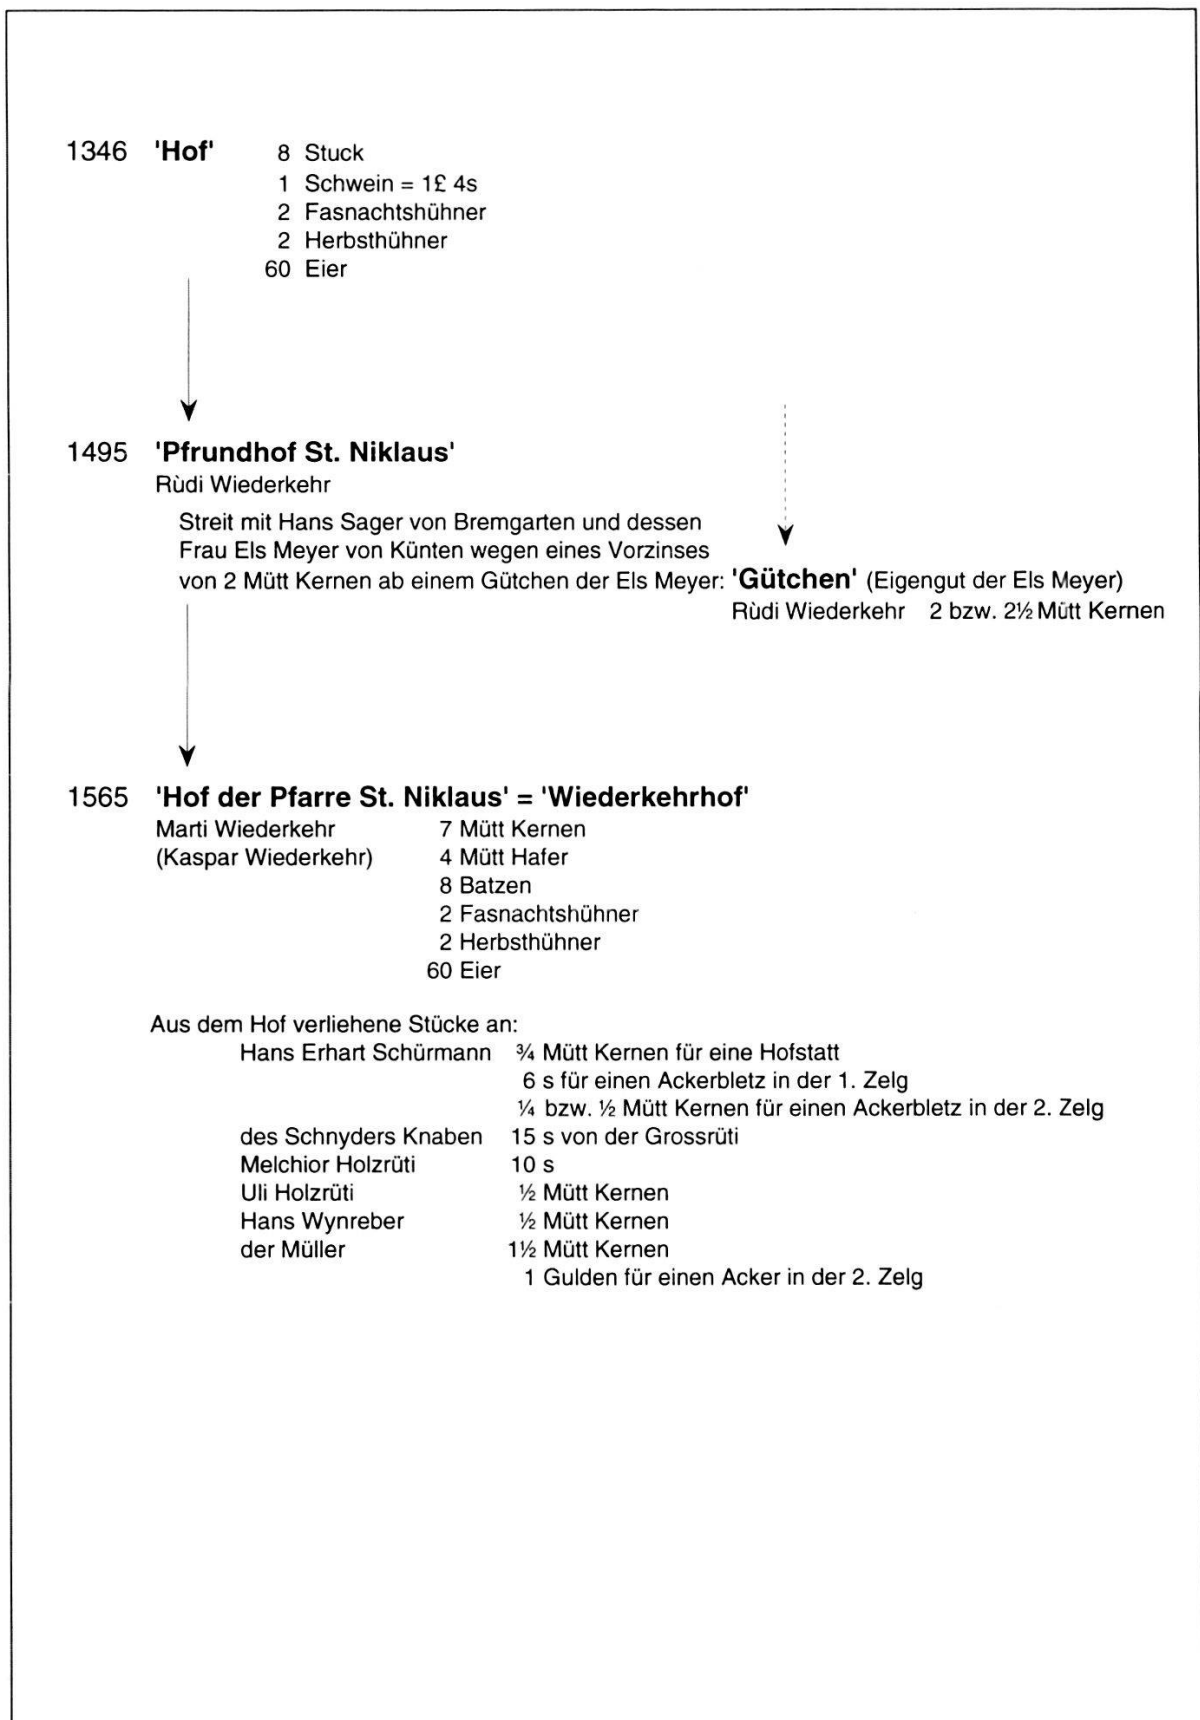 1346 'Hof' 8 Stuck
1 Schwein = 1£ 4s
2 Fasnachtshühner
2 Herbsthühner
60 Eier
1495 'Pfrundhof St. Niklaus'
Rùdi Wiederkehr
Streit mit Hans Sager von Bremgarten und dessen
Frau Els Meyer von Künten wegen eines Vorzinses
von 2 Mütt Kernen ab einem Gütchen der Els Meyer: 'Gütchen' (Eigengut der Els Meyer)
Rùdi Wiederkehr 2 bzw. 2½ Mütt Kernen
1565 'Hof der Pfarre St. Niklaus' = 'Wiederkehrhof'
Marti Wiederkehr 7 Mütt Kernen
(Kaspar Wiederkehr) 4 Mütt Hafer
8 Batzen
2 Fasnachtshühner
2 Herbsthühner
60 Eier
Aus dem Hof verliehene Stücke an:
Hans Erhart Schürmann ¾ Mütt Kernen für eine Hofstatt
6 s für einen Ackerbletz in der 1. Zelg
¼ bzw. ½ Mütt Kernen für einen Ackerbletz in der 2. Zelg
des Schnyders Knaben 15 s von der Grossrüti
Melchior Holzrüti 10 s
Uli Holzrüti ½ Mütt Kernen
Hans Wynreber ½ Mütt Kernen
der Müller 1½ Mütt Kernen
1 Gulden für einen Acker in der 2. Zelg